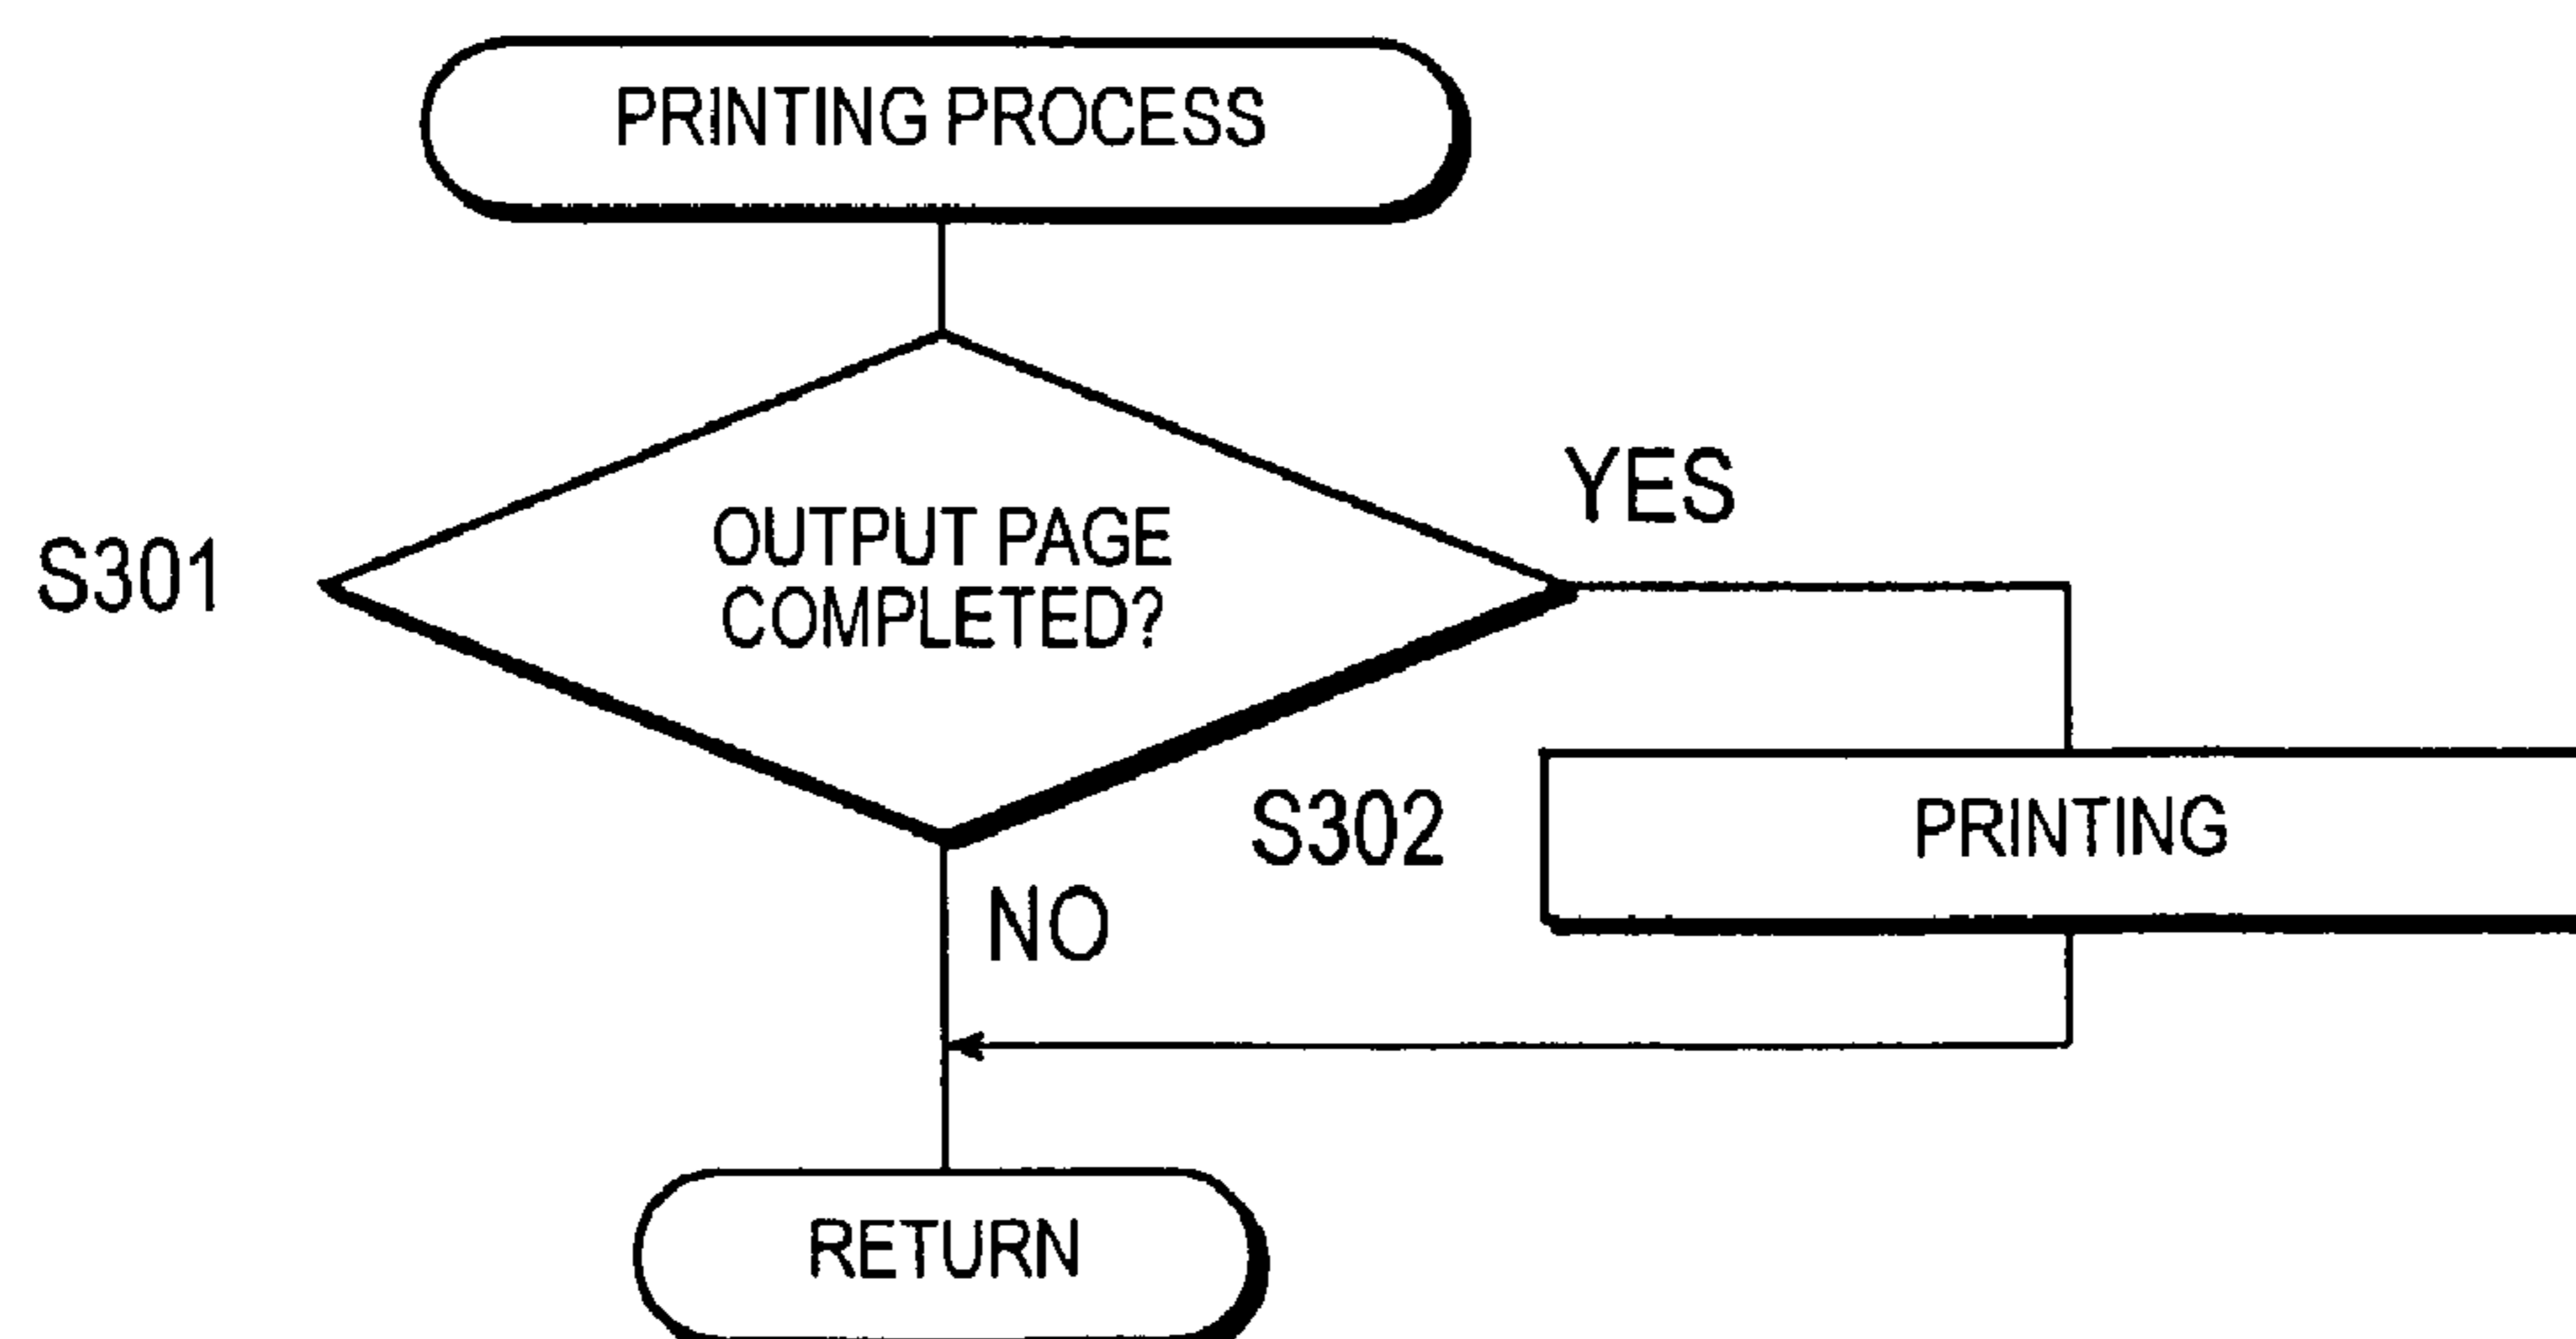 PRINTING PROCESS
YES
S301
OUTPUT PAGE
COMPLETED?
S302
PRINTING
NO
RETURN